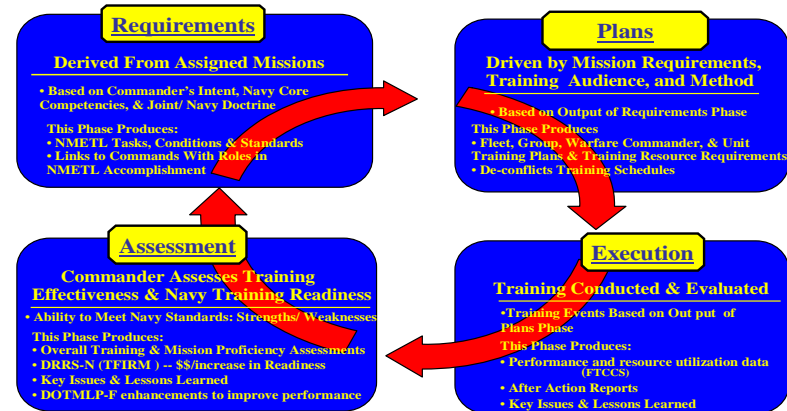 Requirements
Derived From Assigned Missions
• Based on Commander's Intent, Navy Core
Competencies, & Joint/ Navy Doctrine
This Phase Produces:
• NMETL Tasks, Conditions & Standards
• Links to Commands With Roles in
NMETL Accomplishment
Plans
Driven by Mission Requirements,
Training Audience, and Method
• Based on Output of Requirements Phase
This Phase Produces
• Fleet, Group, Warfare Commander, & Unit
Training Plans & Training Resource Requirements
• De-conflicts Training Schedules
Assessment
Commander Assesses Training
Effectiveness & Navy Training Readiness
• Ability to Meet Navy Standards: Strengths/ Weaknesses
This Phase Produces:
• Overall Training & Mission Proficiency Assessments
• DRRS-N (TFIRM ) -- $$/increase in Readiness
• Key Issues & Lessons Learned
• DOTMLP-F enhancements to improve performance
Execution
Training Conducted & Evaluated
•Training Events Based on Out put of
Plans Phase
This Phase Produces:
• Performance and resource utilization data
(FTCCS)
• After Action Reports
• Key Issues & Lessons Learned